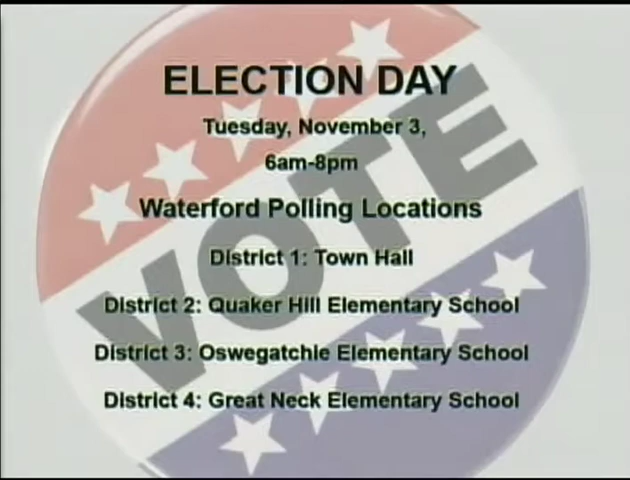 ELECTION DAY
Tuesday, November 3,
6am-8pm
Waterford Polling Locations
District 1: Town Hall
District 2: Quaker Hill Elementary School
District 3: Oswegatchie Elementary School
District 4: Great Neck Elementary School
VOTE